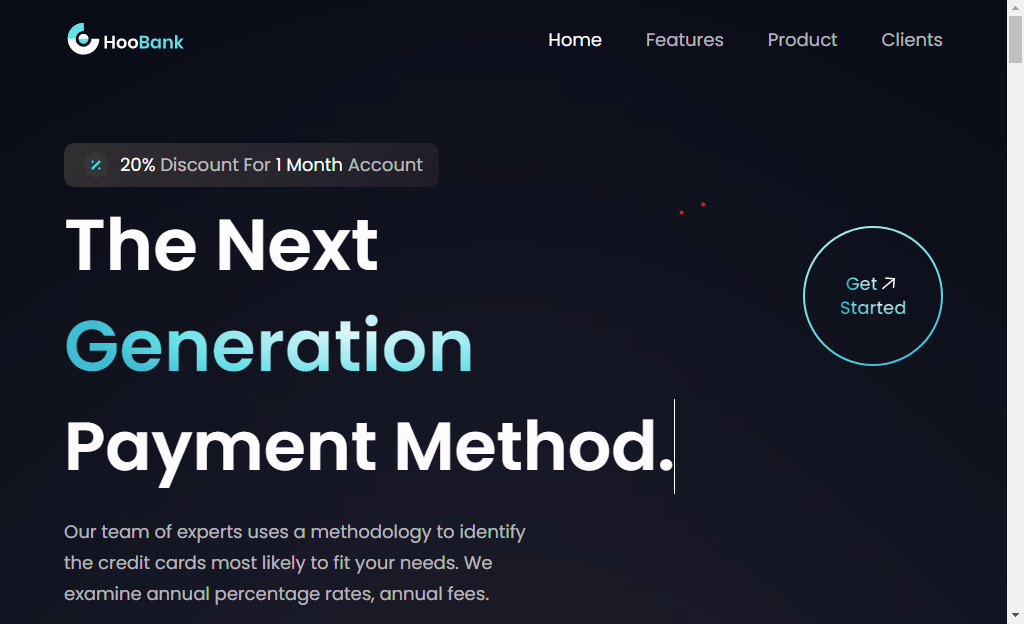 HooBank
Home Features Product Clients
20% Discount For 1 Month Account
The Next
Generation
Payment Method.
Get
Started
Our team of experts uses a methodology to identify
the credit cards most likely to fit your needs. We
examine annual percentage rates, annual fees.